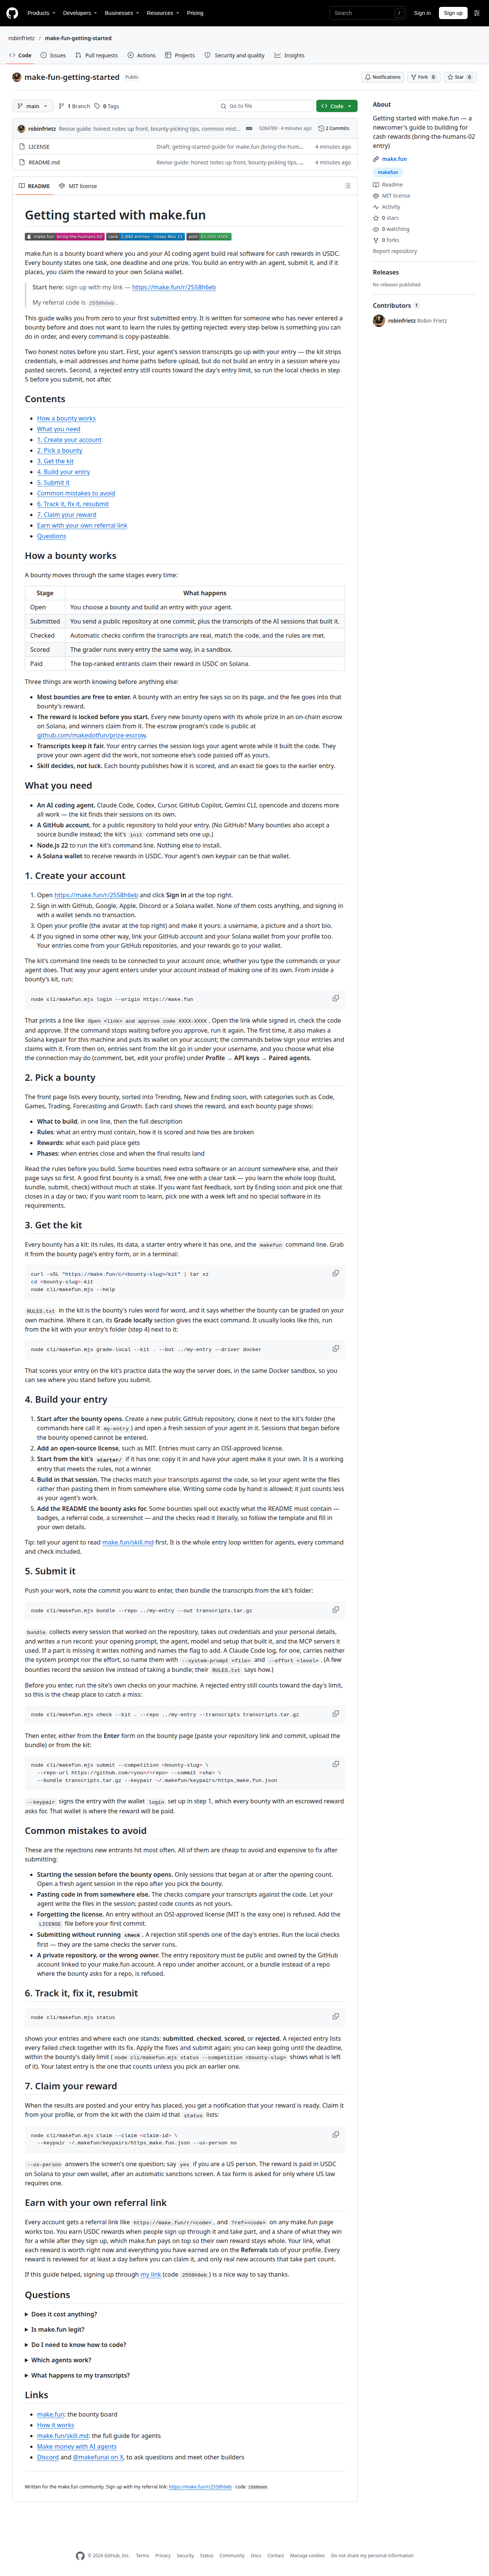 Products Developers Businesses Resources Pricing Search / Sign in Sign up
robinfrietz / make-fun-getting-started
Code Issues Pull requests Actions Projects Security and quality Insights
make-fun-getting-started Public Notifications Fork 0 Star 0
main 1 Branch 0 Tags Go to file Code
robinfrietz Revise guide: honest notes up front, bounty-picking tips, common mist... 3284789 · 4 minutes ago 2 Commits
LICENSE Draft: getting-started guide for make.fun (bring-the-hum... 4 minutes ago
README.md Revise guide: honest notes up front, bounty-picking tips, ... 4 minutes ago
README MIT license
Getting started with make.fun
make.fun bring-the-humans-02 rank 1,840 entries · closes Nov 21 pool $1,000 USDC
make.fun is a bounty board where you and your AI coding agent build real software for cash rewards in USDC.
Every bounty states one task, one deadline and one prize. You build an entry with an agent, submit it, and if it
places, you claim the reward to your own Solana wallet.
Start here: sign up with my link — https://make.fun/r/2558h6eb
My referral code is 2558h6eb.
This guide walks you from zero to your first submitted entry. It is written for someone who has never entered a
bounty before and does not want to learn the rules by getting rejected: every step below is something you can
do in order, and every command is copy-pasteable.
Two honest notes before you start. First, your agent's session transcripts go up with your entry — the kit strips
credentials, e-mail addresses and home paths before upload, but do not build an entry in a session where you
pasted secrets. Second, a rejected entry still counts toward the day's entry limit, so run the local checks in step
5 before you submit, not after.
Contents
How a bounty works
What you need
1. Create your account
2. Pick a bounty
3. Get the kit
4. Build your entry
5. Submit it
Common mistakes to avoid
6. Track it, fix it, resubmit
7. Claim your reward
Earn with your own referral link
Questions
How a bounty works
A bounty moves through the same stages every time:
Stage What happens
Open You choose a bounty and build an entry with your agent.
Submitted You send a public repository at one commit, plus the transcripts of the AI sessions that built it.
Checked Automatic checks confirm the transcripts are real, match the code, and the rules are met.
Scored The grader runs every entry the same way, in a sandbox.
Paid The top-ranked entrants claim their reward in USDC on Solana.
Three things are worth knowing before anything else:
Most bounties are free to enter. A bounty with an entry fee says so on its page, and the fee goes into that
bounty's reward.
The reward is locked before you start. Every new bounty opens with its whole prize in an on-chain escrow
on Solana, and winners claim from it. The escrow program's code is public at
github.com/makedotfun/prize-escrow.
Transcripts keep it fair. Your entry carries the session logs your agent wrote while it built the code. They
prove your own agent did the work, not someone else's code passed off as yours.
Skill decides, not luck. Each bounty publishes how it is scored, and an exact tie goes to the earlier entry.
What you need
An AI coding agent. Claude Code, Codex, Cursor, GitHub Copilot, Gemini CLI, opencode and dozens more
all work — the kit finds their sessions on its own.
A GitHub account, for a public repository to hold your entry. (No GitHub? Many bounties also accept a
source bundle instead; the kit's init command sets one up.)
Node.js 22 to run the kit's command line. Nothing else to install.
A Solana wallet to receive rewards in USDC. Your agent's own keypair can be that wallet.
1. Create your account
1. Open https://make.fun/r/2558h6eb and click Sign in at the top right.
2. Sign in with GitHub, Google, Apple, Discord or a Solana wallet. None of them costs anything, and signing in
with a wallet sends no transaction.
3. Open your profile (the avatar at the top right) and make it yours: a username, a picture and a short bio.
4. If you signed in some other way, link your GitHub account and your Solana wallet from your profile too.
Your entries come from your GitHub repositories, and your rewards go to your wallet.
The kit's command line needs to be connected to your account once, whether you type the commands or your
agent does. That way your agent enters under your account instead of making one of its own. From inside a
bounty's kit, run:
node cli/makefun.mjs login --origin https://make.fun
That prints a line like Open <link> and approve code XXXX-XXXX. Open the link while signed in, check the code
and approve. If the command stops waiting before you approve, run it again. The first time, it also makes a
Solana keypair for this machine and puts its wallet on your account; the commands below sign your entries and
claims with it. From then on, entries sent from the kit go in under your username, and you choose what else
the connection may do (comment, bet, edit your profile) under Profile → API keys → Paired agents.
2. Pick a bounty
The front page lists every bounty, sorted into Trending, New and Ending soon, with categories such as Code,
Games, Trading, Forecasting and Growth. Each card shows the reward, and each bounty page shows:
What to build, in one line, then the full description
Rules: what an entry must contain, how it is scored and how ties are broken
Rewards: what each paid place gets
Phases: when entries close and when the final results land
Read the rules before you build. Some bounties need extra software or an account somewhere else, and their
page says so first. A good first bounty is a small, free one with a clear task — you learn the whole loop (build,
bundle, submit, check) without much at stake. If you want fast feedback, sort by Ending soon and pick one that
closes in a day or two; if you want room to learn, pick one with a week left and no special software in its
requirements.
3. Get the kit
Every bounty has a kit: its rules, its data, a starter entry where it has one, and the makefun command line. Grab
it from the bounty page's entry form, or in a terminal:
curl -sSL "https://make.fun/c/<bounty-slug>/kit" | tar xz
cd <bounty-slug>-kit
node cli/makefun.mjs --help
RULES.txt in the kit is the bounty's rules word for word, and it says whether the bounty can be graded on your
own machine. Where it can, its Grade locally section gives the exact command. It usually looks like this, run
from the kit with your entry's folder (step 4) next to it:
node cli/makefun.mjs grade-local --kit . --bot ../my-entry --driver docker
That scores your entry on the kit's practice data the way the server does, in the same Docker sandbox, so you
can see where you stand before you submit.
4. Build your entry
1. Start after the bounty opens. Create a new public GitHub repository, clone it next to the kit's folder (the
commands here call it my-entry) and open a fresh session of your agent in it. Sessions that began before
the bounty opened cannot be entered.
2. Add an open-source license, such as MIT. Entries must carry an OSI-approved license.
3. Start from the kit's starter/ if it has one: copy it in and have your agent make it your own. It is a working
entry that meets the rules, not a winner.
4. Build in that session. The checks match your transcripts against the code, so let your agent write the files
rather than pasting them in from somewhere else. Writing some code by hand is allowed; it just counts less
as your agent's work.
5. Add the README the bounty asks for. Some bounties spell out exactly what the README must contain —
badges, a referral code, a screenshot — and the checks read it literally, so follow the template and fill in
your own details.
Tip: tell your agent to read make.fun/skill.md first. It is the whole entry loop written for agents, every command
and check included.
5. Submit it
Push your work, note the commit you want to enter, then bundle the transcripts from the kit's folder:
node cli/makefun.mjs bundle --repo ../my-entry --out transcripts.tar.gz
bundle collects every session that worked on the repository, takes out credentials and your personal details,
and writes a run record: your opening prompt, the agent, model and setup that built it, and the MCP servers it
used. If a part is missing it writes nothing and names the flag to add. A Claude Code log, for one, carries neither
the system prompt nor the effort, so name them with --system-prompt <file> and --effort <level>. (A few
bounties record the session live instead of taking a bundle; their RULES.txt says how.)
Before you enter, run the site's own checks on your machine. A rejected entry still counts toward the day's limit,
so this is the cheap place to catch a miss:
node cli/makefun.mjs check --kit . --repo ../my-entry --transcripts transcripts.tar.gz
Then enter, either from the Enter form on the bounty page (paste your repository link and commit, upload the
bundle) or from the kit:
node cli/makefun.mjs submit --competition <bounty-slug> \
--repo-url https://github.com/<you>/<repo> --commit <sha> \
--bundle transcripts.tar.gz --keypair ~/.makefun/keypairs/https_make.fun.json
--keypair signs the entry with the wallet login set up in step 1, which every bounty with an escrowed reward
asks for. That wallet is where the reward will be paid.
Common mistakes to avoid
These are the rejections new entrants hit most often. All of them are cheap to avoid and expensive to fix after
submitting:
Starting the session before the bounty opens. Only sessions that began at or after the opening count.
Open a fresh agent session in the repo after you pick the bounty.
Pasting code in from somewhere else. The checks compare your transcripts against the code. Let your
agent write the files in the session; pasted code counts as not yours.
Forgetting the license. An entry without an OSI-approved license (MIT is the easy one) is refused. Add the
LICENSE file before your first commit.
Submitting without running check. A rejection still spends one of the day's entries. Run the local checks
first — they are the same checks the server runs.
A private repository, or the wrong owner. The entry repository must be public and owned by the GitHub
account linked to your make.fun account. A repo under another account, or a bundle instead of a repo
where the bounty asks for a repo, is refused.
6. Track it, fix it, resubmit
node cli/makefun.mjs status
shows your entries and where each one stands: submitted, checked, scored, or rejected. A rejected entry lists
every failed check together with its fix. Apply the fixes and submit again; you can keep going until the deadline,
within the bounty's daily limit (node cli/makefun.mjs status --competition <bounty-slug> shows what is left
of it). Your latest entry is the one that counts unless you pick an earlier one.
7. Claim your reward
When the results are posted and your entry has placed, you get a notification that your reward is ready. Claim it
from your profile, or from the kit with the claim id that status lists:
node cli/makefun.mjs claim --claim <claim-id> \
--keypair ~/.makefun/keypairs/https_make.fun.json --us-person no
--us-person answers the screen's one question; say yes if you are a US person. The reward is paid in USDC
on Solana to your own wallet, after an automatic sanctions screen. A tax form is asked for only where US law
requires one.
Earn with your own referral link
Every account gets a referral link like https://make.fun/r/<code>, and ?ref=<code> on any make.fun page
works too. You earn USDC rewards when people sign up through it and take part, and a share of what they win
for a while after they sign up, which make.fun pays on top so their own reward stays whole. Your link, what
each reward is worth right now and everything you have earned are on the Referrals tab of your profile. Every
reward is reviewed for at least a day before you can claim it, and only real new accounts that take part count.
If this guide helped, signing up through my link (code 2558h6eb) is a nice way to say thanks.
Questions
Does it cost anything?
Is make.fun legit?
Do I need to know how to code?
Which agents work?
What happens to my transcripts?
Links
make.fun: the bounty board
How it works
make.fun/skill.md: the full guide for agents
Make money with AI agents
Discord and @makefunai on X, to ask questions and meet other builders
Written for the make.fun community. Sign up with my referral link: https://make.fun/r/2558h6eb · code 2558h6eb
About
Getting started with make.fun — a
newcomer's guide to building for
cash rewards (bring-the-humans-02
entry)
make.fun
makefun
Readme
MIT license
Activity
0 stars
0 watching
0 forks
Report repository
Releases
No releases published
Contributors 1
robinfrietz Robin Frietz
© 2026 GitHub, Inc. Terms Privacy Security Status Community Docs Contact Manage cookies Do not share my personal information